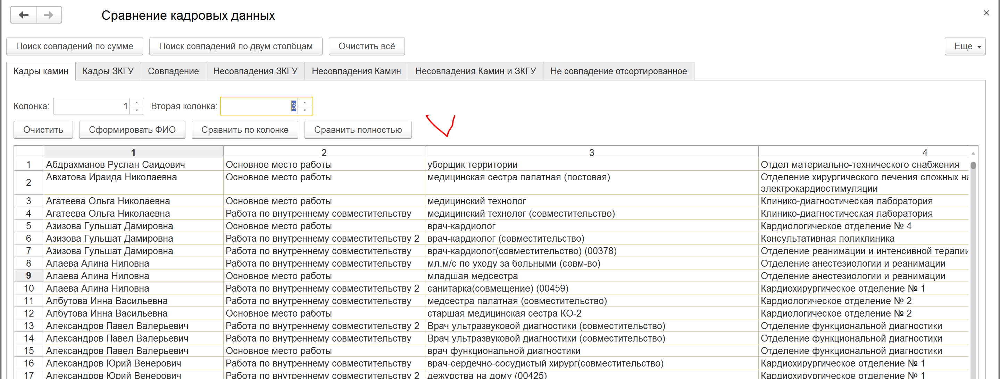 Сравнение кадровых данных
Поиск совпадений по сумме Поиск совпадений по двум столбцам Очистить всё Еще
Кадры камин Кадры ЗКГУ Совпадение Несовпадения ЗКГУ Несовпадения Камин Несовпадения Камин и ЗКГУ Не совпадение отсортированное
Колонка: 1 Вторая колонка: 3
Очистить Сформировать ФИО Сравнить по колонке Сравнить полностью
1 2 3 4
1 Абдрахманов Руслан Саидович Основное место работы уборщик территории Отдел материально-технического снабжения
2 Авхатова Ираида Николаевна Основное место работы медицинская сестра палатная (постовая) Отделение хирургического лечения сложных на
электрокардиостимуляции
3 Агатеева Ольга Николаевна Основное место работы медицинский технолог Клинико-диагностическая лаборатория
4 Агатеева Ольга Николаевна Работа по внутреннему совместительству медицинский технолог (совместительство) Клинико-диагностическая лаборатория
5 Азизова Гульшат Дамировна Основное место работы врач-кардиолог Кардиологическое отделение № 4
6 Азизова Гульшат Дамировна Работа по внутреннему совместительству 2 врач-кардиолог (совместительство) Консультативная поликлиника
7 Азизова Гульшат Дамировна Работа по внутреннему совместительству врач-кардиолог(совместительство) (00378) Отделение реанимации и интенсивной терапии
8 Алаева Алина Ниловна Работа по внутреннему совместительству мл.м/с по уходу за больными (совм-во) Отделение анестезиологии и реанимации
9 Алаева Алина Ниловна Основное место работы младшая медсестра Отделение анестезиологии и реанимации
10 Алаева Алина Ниловна Работа по внутреннему совместительству 2 санитарка(совмещение) (00459) Кардиохирургическое отделение № 1
11 Албутова Инна Васильевна Работа по внутреннему совместительству медсестра палатная (совместительство) Кардиологическое отделение № 2
12 Албутова Инна Васильевна Основное место работы старшая медицинская сестра КО-2 Кардиологическое отделение № 2
13 Александров Павел Валерьевич Работа по внутреннему совместительству 2 Врач ультразвуковой диагностики (совместительство) Отделение функциональной диагностики
14 Александров Павел Валерьевич Работа по внутреннему совместительству Врач ультразвуковой диагностики (совместительство) Отделение функциональной диагностики
15 Александров Павел Валерьевич Основное место работы врач функциональной диагностики Отделение функциональной диагностики
16 Александров Юрий Венерович Работа по внутреннему совместительству врач-сердечно-сосудистый хирург(совместительство) Кардиохирургическое отделение № 1
17 Александров Юрий Венерович Работа по внутреннему совместительству 2 дежурства на дому (00425) Кардиохирургическое отделение № 1